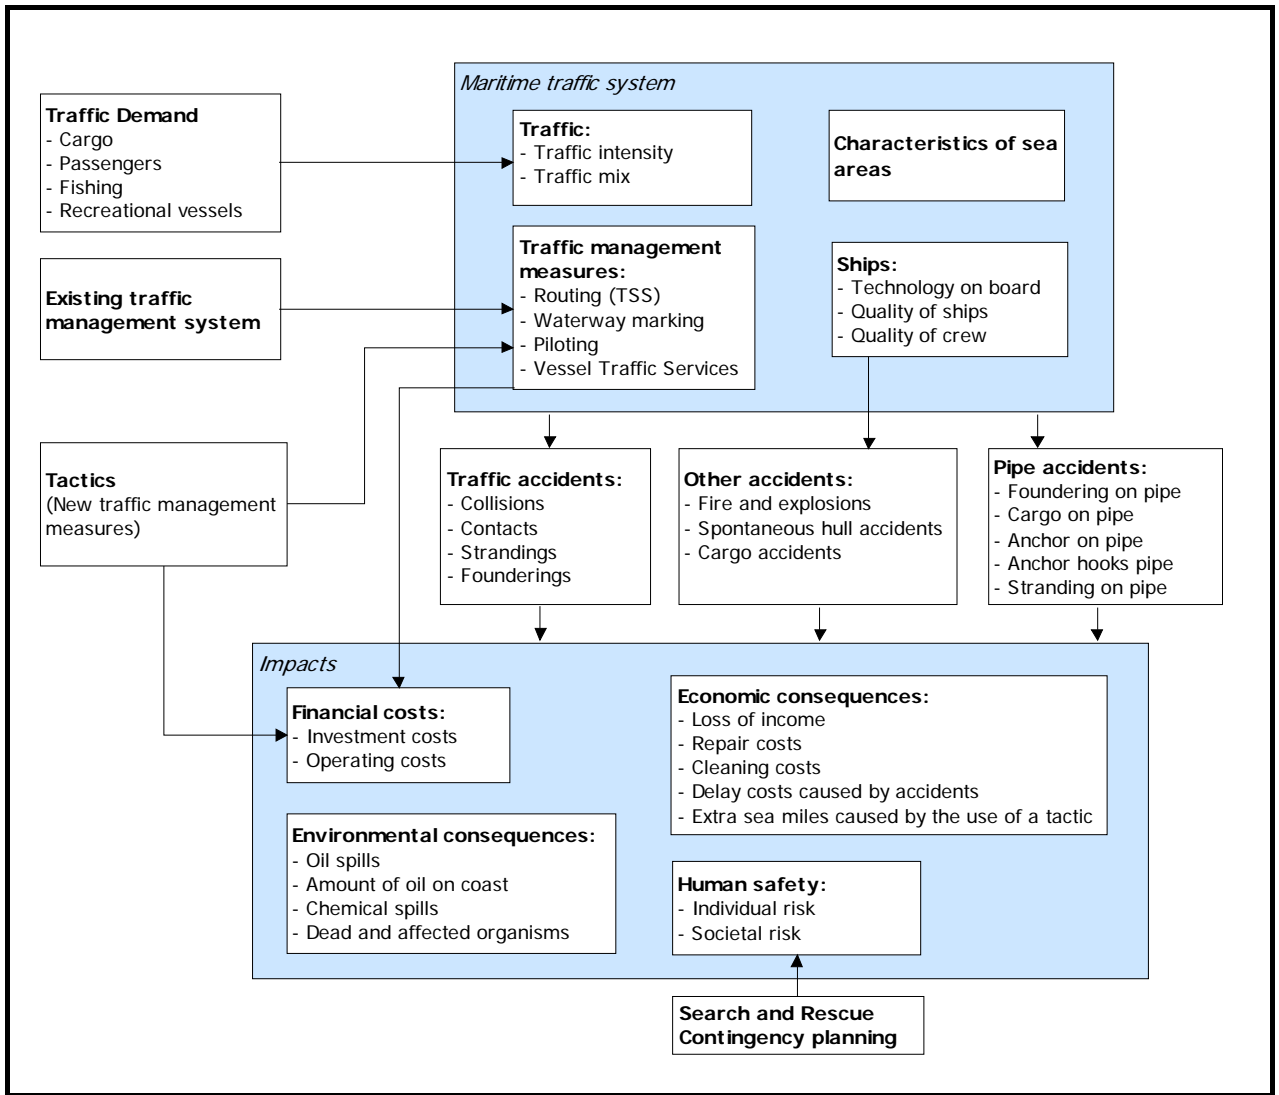 Maritime traffic system
Traffic Demand
- Cargo
- Passengers
- Fishing
- Recreational vessels
Traffic:
- Traffic intensity
- Traffic mix
Characteristics of sea
areas
Existing traffic
management system
Traffic management
measures:
- Routing (TSS)
- Waterway marking
- Piloting
- Vessel Traffic Services
Ships:
- Technology on board
- Quality of ships
- Quality of crew
Tactics
(New traffic management
measures)
Traffic accidents:
- Collisions
- Contacts
- Strandings
- Founderings
Other accidents:
- Fire and explosions
- Spontaneous hull accidents
- Cargo accidents
Pipe accidents:
- Foundering on pipe
- Cargo on pipe
- Anchor on pipe
- Anchor hooks pipe
- Stranding on pipe
Impacts
Financial costs:
- Investment costs
- Operating costs
Economic consequences:
- Loss of income
- Repair costs
- Cleaning costs
- Delay costs caused by accidents
- Extra sea miles caused by the use of a tactic
Environmental consequences:
- Oil spills
- Amount of oil on coast
- Chemical spills
- Dead and affected organisms
Human safety:
- Individual risk
- Societal risk
Search and Rescue
Contingency planning